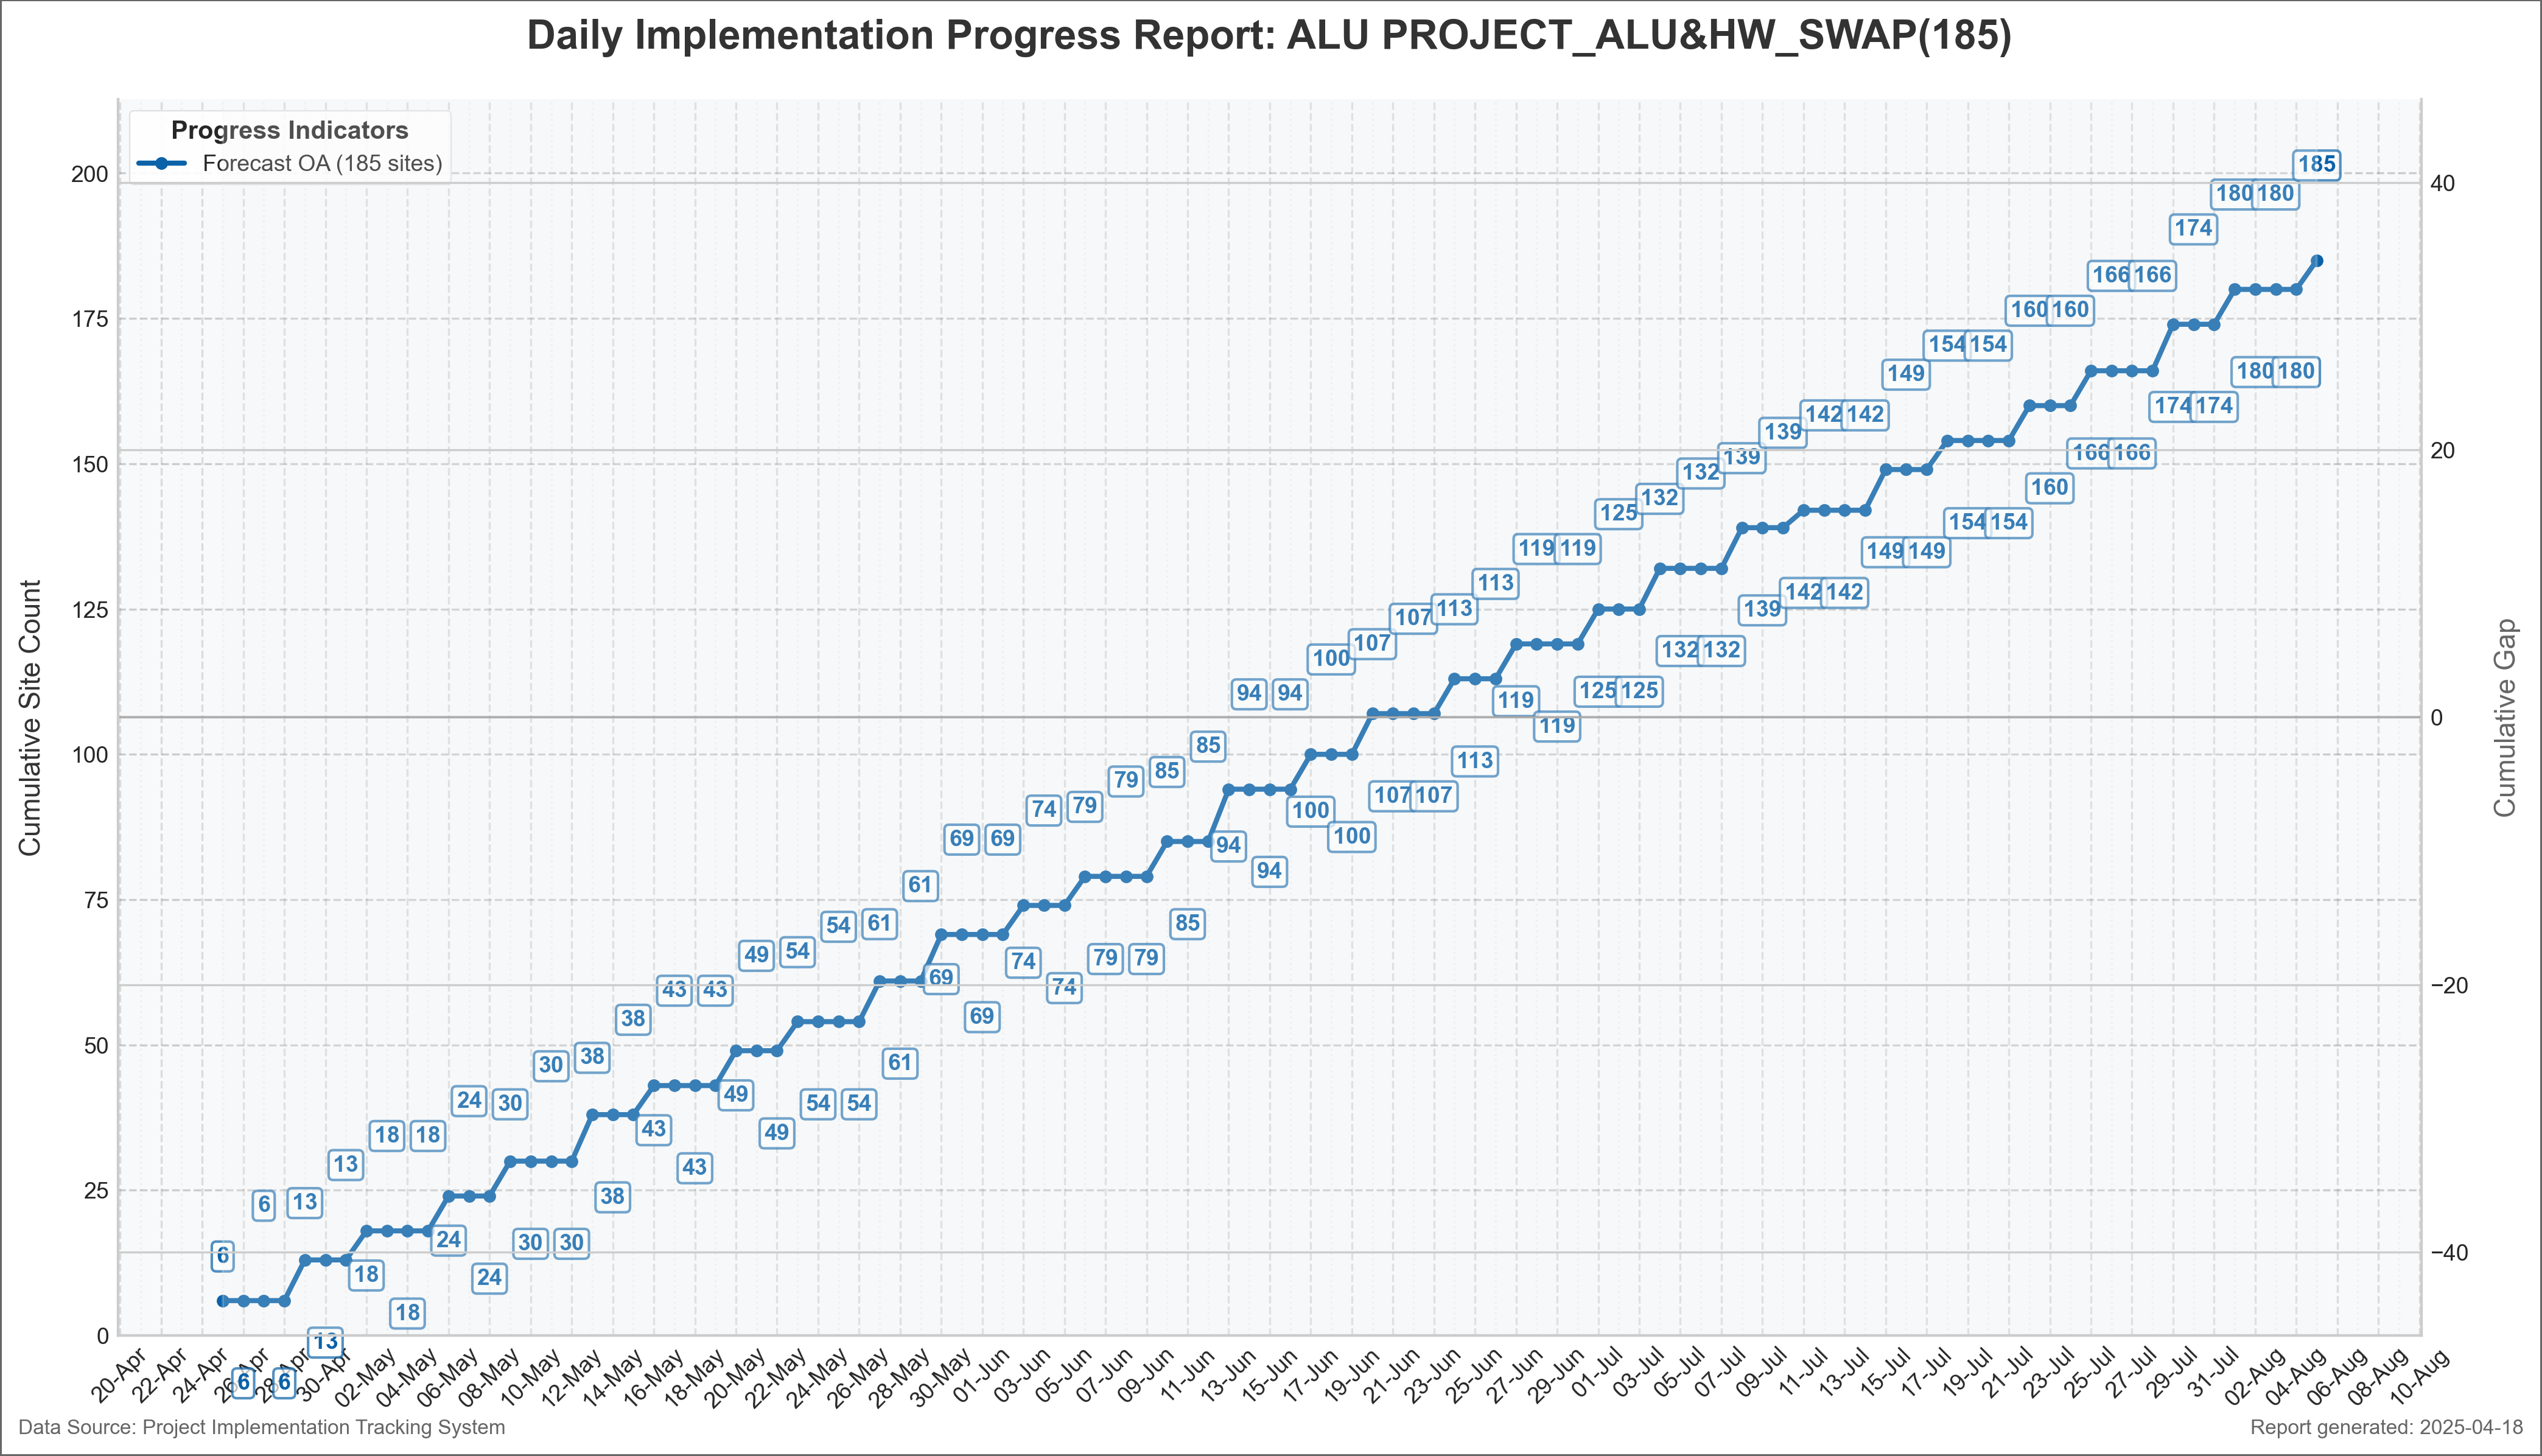 Daily Implementation Progress Report: ALU PROJECT_ALU&HW_SWAP(185)
Progress Indicators
Forecast OA (185 sites)
Cumulative Site Count
200
175
150
125
100
75
50
25
0
Cumulative Gap
40
20
0
−20
−40
6
6
6
6
13
13
13
18
18
18
18
24
24
24
30
30
30
30
38
38
38
43
43
43
43
49
49
49
54
54
54
54
61
61
61
69
69
69
69
74
74
74
79
79
79
79
85
85
85
94
94
94
94
100
100
100
107
107
107
107
113
113
113
119
119
119
119
125
125
125
132
132
132
132
139
139
139
142
142
142
142
149
149
149
154
154
154
154
160
160
160
166
166
166
166
174
174
174
180
180
180
180
185
20-Apr
22-Apr
24-Apr
26-Apr
28-Apr
30-Apr
02-May
04-May
06-May
08-May
10-May
12-May
14-May
16-May
18-May
20-May
22-May
24-May
26-May
28-May
30-May
01-Jun
03-Jun
05-Jun
07-Jun
09-Jun
11-Jun
13-Jun
15-Jun
17-Jun
19-Jun
21-Jun
23-Jun
25-Jun
27-Jun
29-Jun
01-Jul
03-Jul
05-Jul
07-Jul
09-Jul
11-Jul
13-Jul
15-Jul
17-Jul
19-Jul
21-Jul
23-Jul
25-Jul
27-Jul
29-Jul
31-Jul
02-Aug
04-Aug
06-Aug
08-Aug
10-Aug
Data Source: Project Implementation Tracking System
Report generated: 2025-04-18